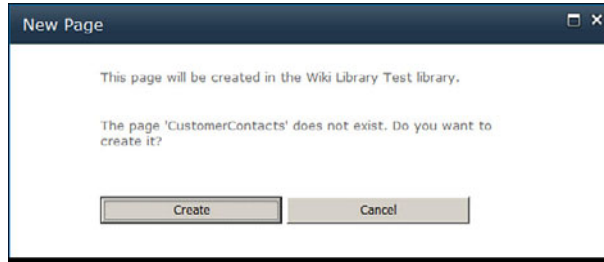 New Page
This page will be created in the Wiki Library Test library.
The page 'CustomerContacts' does not exist. Do you want to
create it?
Create Cancel